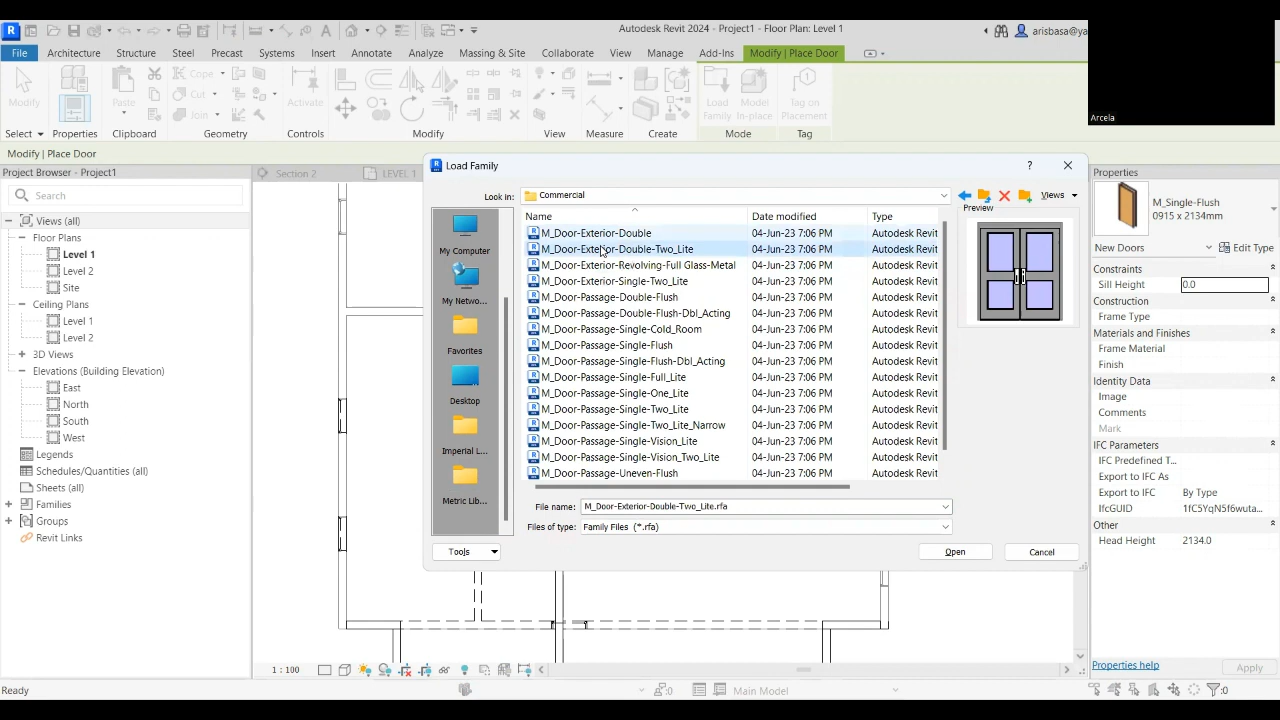 Autodesk Revit 2024 - Project1 - Floor Plan: Level 1
arisbasa@ya
File
Architecture
Structure
Steel
Precast
Systems
Insert
Annotate
Analyze
Massing & Site
Collaborate
View
Manage
Addins
Modify | Place Door
Modify
Paste
Cope
Cut
Join
Activate
Load
Family
Model
In-place
Tag on
Placement
Arcela
Select
Properties
Clipboard
Geometry
Controls
Modify
View
Measure
Create
Mode
Tag
Modify | Place Door
Project Browser - Project1
Search
Views (all)
Floor Plans
Level 1
Level 2
Site
Ceiling Plans
Level 1
Level 2
3D Views
Elevations (Building Elevation)
East
North
South
West
Legends
Schedules/Quantities (all)
Sheets (all)
Families
Groups
Revit Links
Section 2
LEVEL 1
Load Family
?
Look in:
Commercial
Views
My Computer
My Netwo...
Favorites
Desktop
Imperial L...
Metric Lib...
Name Date modified Type
M_Door-Exterior-Double 04-Jun-23 7:06 PM Autodesk Revit
M_Door-Exterior-Double-Two_Lite 04-Jun-23 7:06 PM Autodesk Revit
M_Door-Exterior-Revolving-Full Glass-Metal 04-Jun-23 7:06 PM Autodesk Revit
M_Door-Exterior-Single-Two_Lite 04-Jun-23 7:06 PM Autodesk Revit
M_Door-Passage-Double-Flush 04-Jun-23 7:06 PM Autodesk Revit
M_Door-Passage-Double-Flush-Dbl_Acting 04-Jun-23 7:06 PM Autodesk Revit
M_Door-Passage-Single-Cold_Room 04-Jun-23 7:06 PM Autodesk Revit
M_Door-Passage-Single-Flush 04-Jun-23 7:06 PM Autodesk Revit
M_Door-Passage-Single-Flush-Dbl_Acting 04-Jun-23 7:06 PM Autodesk Revit
M_Door-Passage-Single-Full_Lite 04-Jun-23 7:06 PM Autodesk Revit
M_Door-Passage-Single-One_Lite 04-Jun-23 7:06 PM Autodesk Revit
M_Door-Passage-Single-Two_Lite 04-Jun-23 7:06 PM Autodesk Revit
M_Door-Passage-Single-Two_Lite_Narrow 04-Jun-23 7:06 PM Autodesk Revit
M_Door-Passage-Single-Vision_Lite 04-Jun-23 7:06 PM Autodesk Revit
M_Door-Passage-Single-Vision_Two_Lite 04-Jun-23 7:06 PM Autodesk Revit
M_Door-Passage-Uneven-Flush 04-Jun-23 7:06 PM Autodesk Revit
Preview
File name: M_Door-Exterior-Double-Two_Lite.rfa
Files of type: Family Files (*.rfa)
Tools
Open
Cancel
Properties
M_Single-Flush
0915 x 2134mm
New Doors
Edit Type
Constraints
Sill Height 0.0
Construction
Frame Type
Materials and Finishes
Frame Material
Finish
Identity Data
Image
Comments
Mark
IFC Parameters
IFC Predefined T...
Export to IFC As
Export to IFC By Type
IfcGUID 1fC5YqN5f6wuta...
Other
Head Height 2134.0
Properties help
Apply
1 : 100
Ready
:0
Main Model
:0